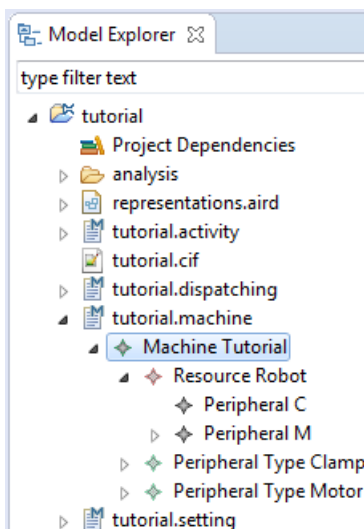 Model Explorer
type filter text
tutorial
Project Dependencies
analysis
representations.aird
tutorial.activity
tutorial.cif
tutorial.dispatching
tutorial.machine
Machine Tutorial
Resource Robot
Peripheral C
Peripheral M
Peripheral Type Clamp
Peripheral Type Motor
tutorial.setting